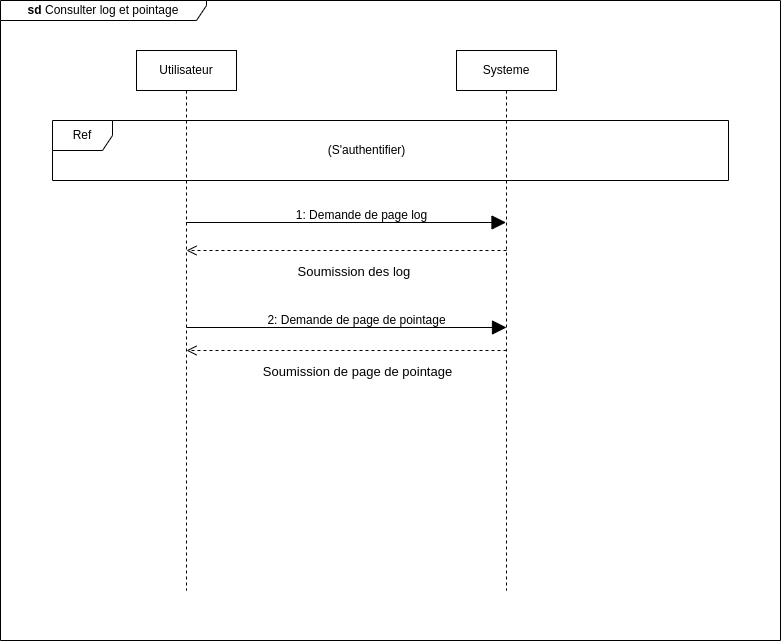 sd Consulter log et pointage
Utilisateur
Systeme
Ref
(S'authentifier)
1: Demande de page log
Soumission des log
2: Demande de page de pointage
Soumission de page de pointage